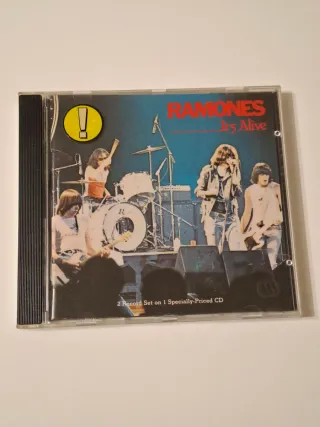 !
RAMONES
It's Alive
2 Record Set on 1 Specially-Priced CD